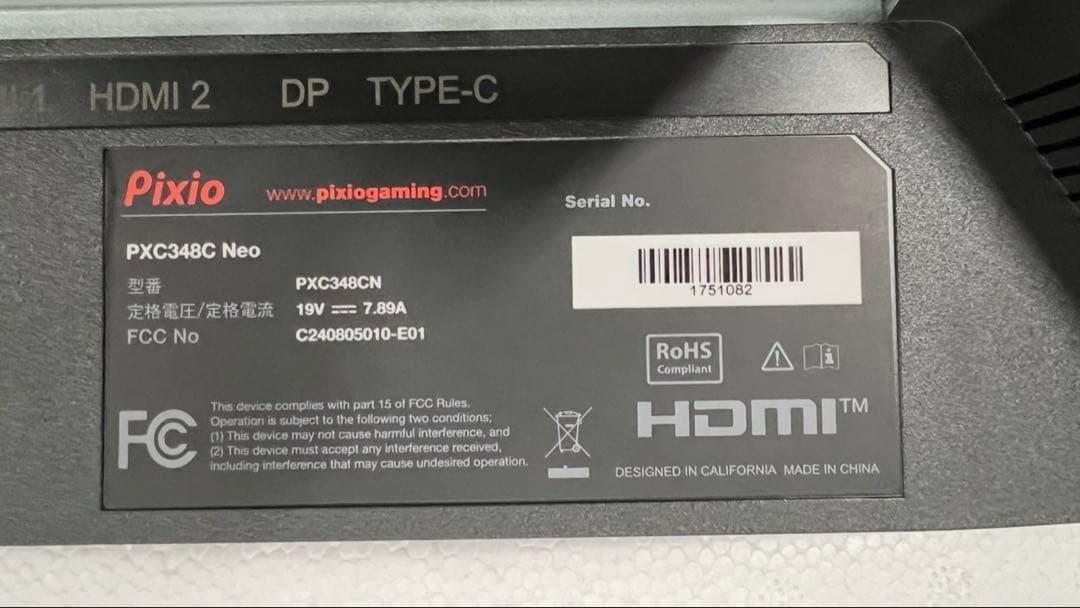 1 HDMI 2 DP TYPE-C
Pixio www.pixiogaming.com
Serial No.
1751082
PXC348C Neo
型番 PXC348CN
定格電圧/定格電流 19V ⎓ 7.89A
FCC No C240805010-E01
RoHS
Compliant
FC
This device complies with part 15 of FCC Rules.
Operation is subject to the following two conditions;
(1) This device may not cause harmful interference, and
(2) This device must accept any interference received,
including interference that may cause undesired operation.
HDMI™
DESIGNED IN CALIFORNIA MADE IN CHINA